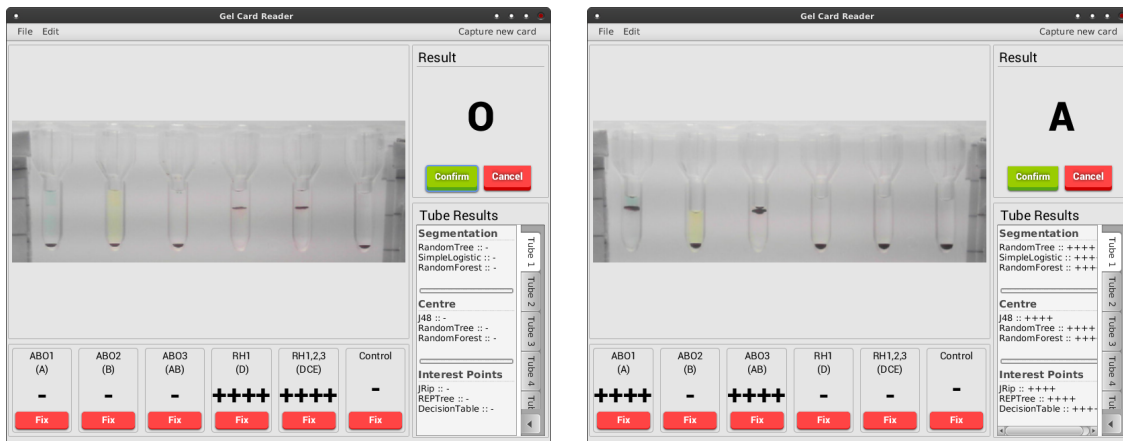 Gel Card Reader
File Edit Capture new card
Result
O
Confirm Cancel
Tube Results
Segmentation
RandomTree :: -
SimpleLogistic :: -
RandomForest :: -
Centre
J48 :: -
RandomTree :: -
RandomForest :: -
Interest Points
JRip :: -
REPTree :: -
DecisionTable :: -
Tube 1
Tube 2
Tube 3
Tube 4
Tul
ABO1 ABO2 ABO3 RH1 RH1,2,3 Control
(A) (B) (AB) (D) (DCE)
- - - ++++ ++++ -
Fix Fix Fix Fix Fix Fix
Gel Card Reader
File Edit Capture new card
Result
A
Confirm Cancel
Tube Results
Segmentation
RandomTree :: ++++
SimpleLogistic :: +++
RandomForest :: +++
Centre
J48 :: ++++
RandomTree :: ++++
RandomForest :: +++
Interest Points
JRip :: ++++
REPTree :: ++++
DecisionTable :: +++
Tube 1
Tube 2
Tube 3
Tube 4
Tul
ABO1 ABO2 ABO3 RH1 RH1,2,3 Control
(A) (B) (AB) (D) (DCE)
++++ - ++++ - - -
Fix Fix Fix Fix Fix Fix